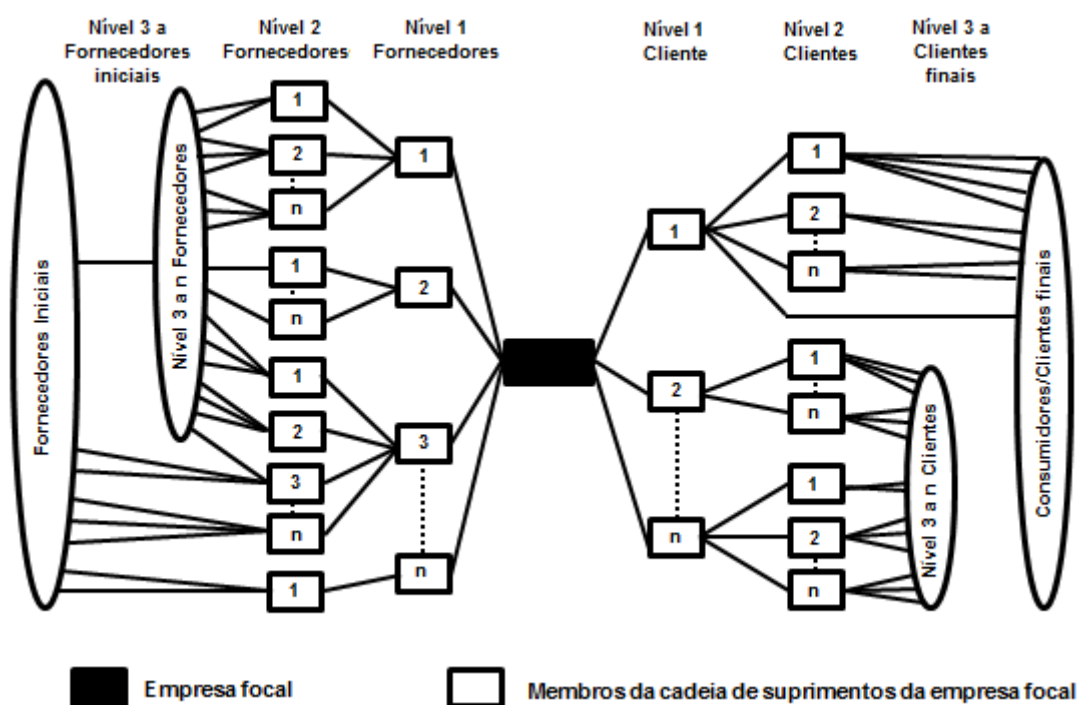 Nível 3 a
Fornecedores
iniciais
Nível 2
Fornecedores
Nível 1
Fornecedores
Nível 1
Cliente
Nível 2
Clientes
Nível 3 a
Clientes
finais
Fornecedores Iniciais
Nível 3 a n Fornecedores
1
2
n
1
n
1
2
3
n
1
1
2
3
n
1
2
n
1
2
n
1
n
1
2
n
Nível 3 a n Clientes
Consumidores/Clientes finais
Empresa focal
Membros da cadeia de suprimentos da empresa focal